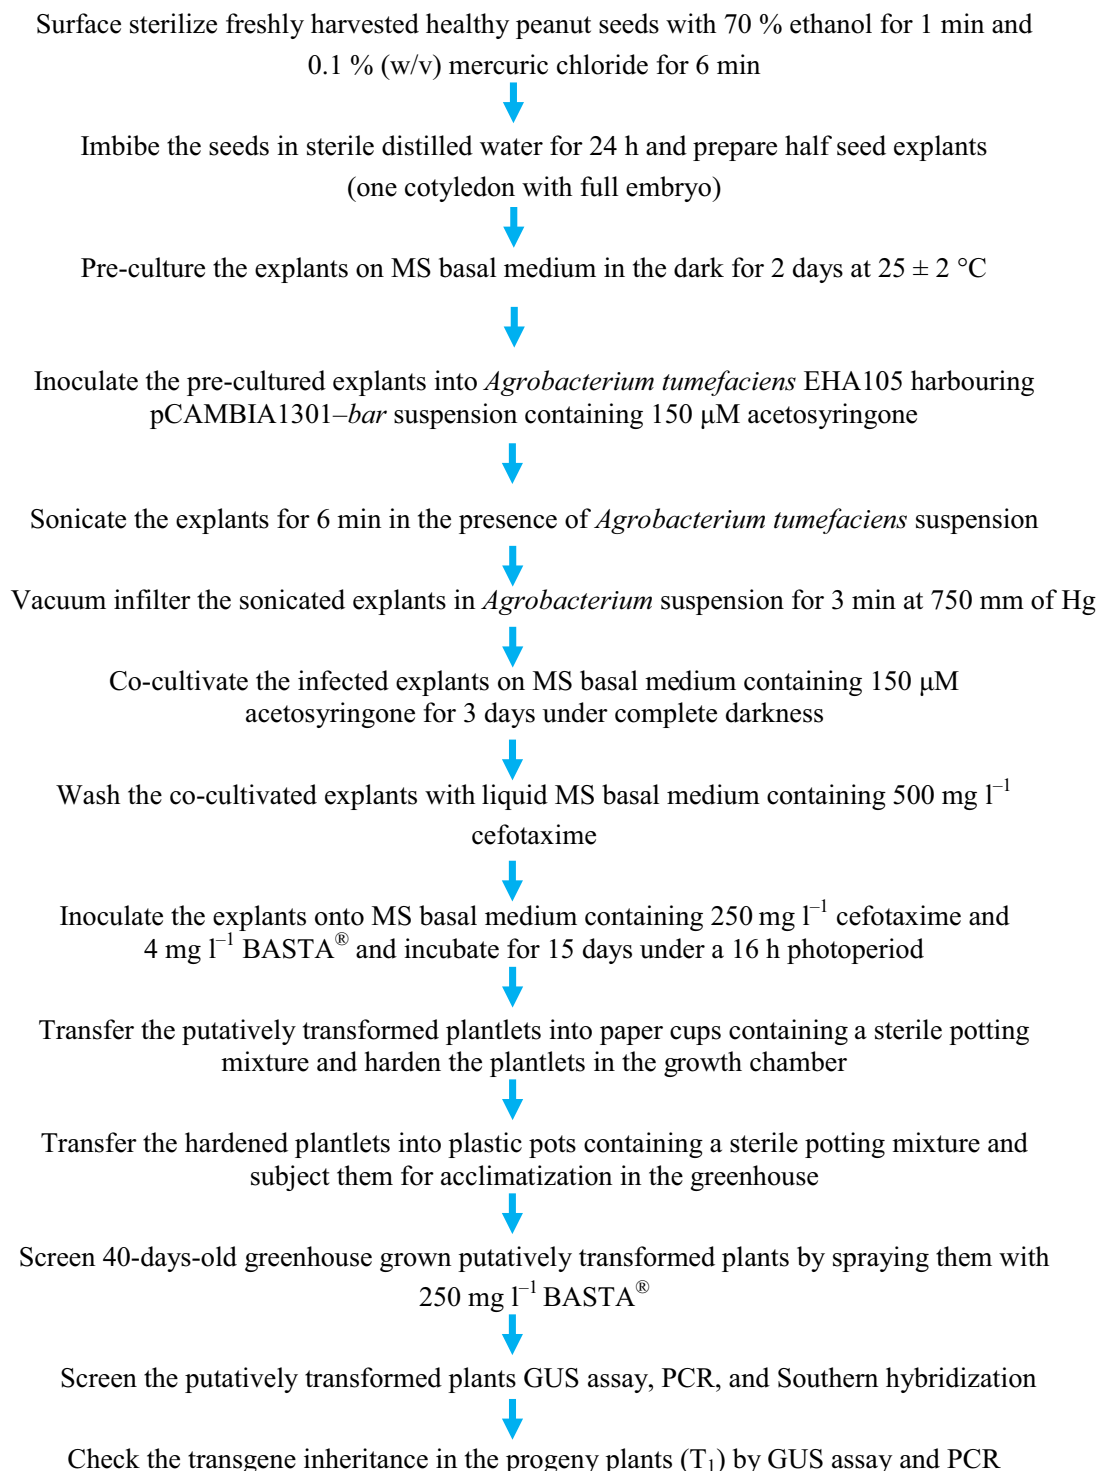 Surface sterilize freshly harvested healthy peanut seeds with 70 % ethanol for 1 min and
0.1 % (w/v) mercuric chloride for 6 min
Imbibe the seeds in sterile distilled water for 24 h and prepare half seed explants
(one cotyledon with full embryo)
Pre-culture the explants on MS basal medium in the dark for 2 days at 25 ± 2 °C
Inoculate the pre-cultured explants into Agrobacterium tumefaciens EHA105 harbouring
pCAMBIA1301–bar suspension containing 150 μM acetosyringone
Sonicate the explants for 6 min in the presence of Agrobacterium tumefaciens suspension
Vacuum infilter the sonicated explants in Agrobacterium suspension for 3 min at 750 mm of Hg
Co-cultivate the infected explants on MS basal medium containing 150 μM
acetosyringone for 3 days under complete darkness
Wash the co-cultivated explants with liquid MS basal medium containing 500 mg l⁻¹
cefotaxime
Inoculate the explants onto MS basal medium containing 250 mg l⁻¹ cefotaxime and
4 mg l⁻¹ BASTA® and incubate for 15 days under a 16 h photoperiod
Transfer the putatively transformed plantlets into paper cups containing a sterile potting
mixture and harden the plantlets in the growth chamber
Transfer the hardened plantlets into plastic pots containing a sterile potting mixture and
subject them for acclimatization in the greenhouse
Screen 40-days-old greenhouse grown putatively transformed plants by spraying them with
250 mg l⁻¹ BASTA®
Screen the putatively transformed plants GUS assay, PCR, and Southern hybridization
Check the transgene inheritance in the progeny plants (T₁) by GUS assay and PCR